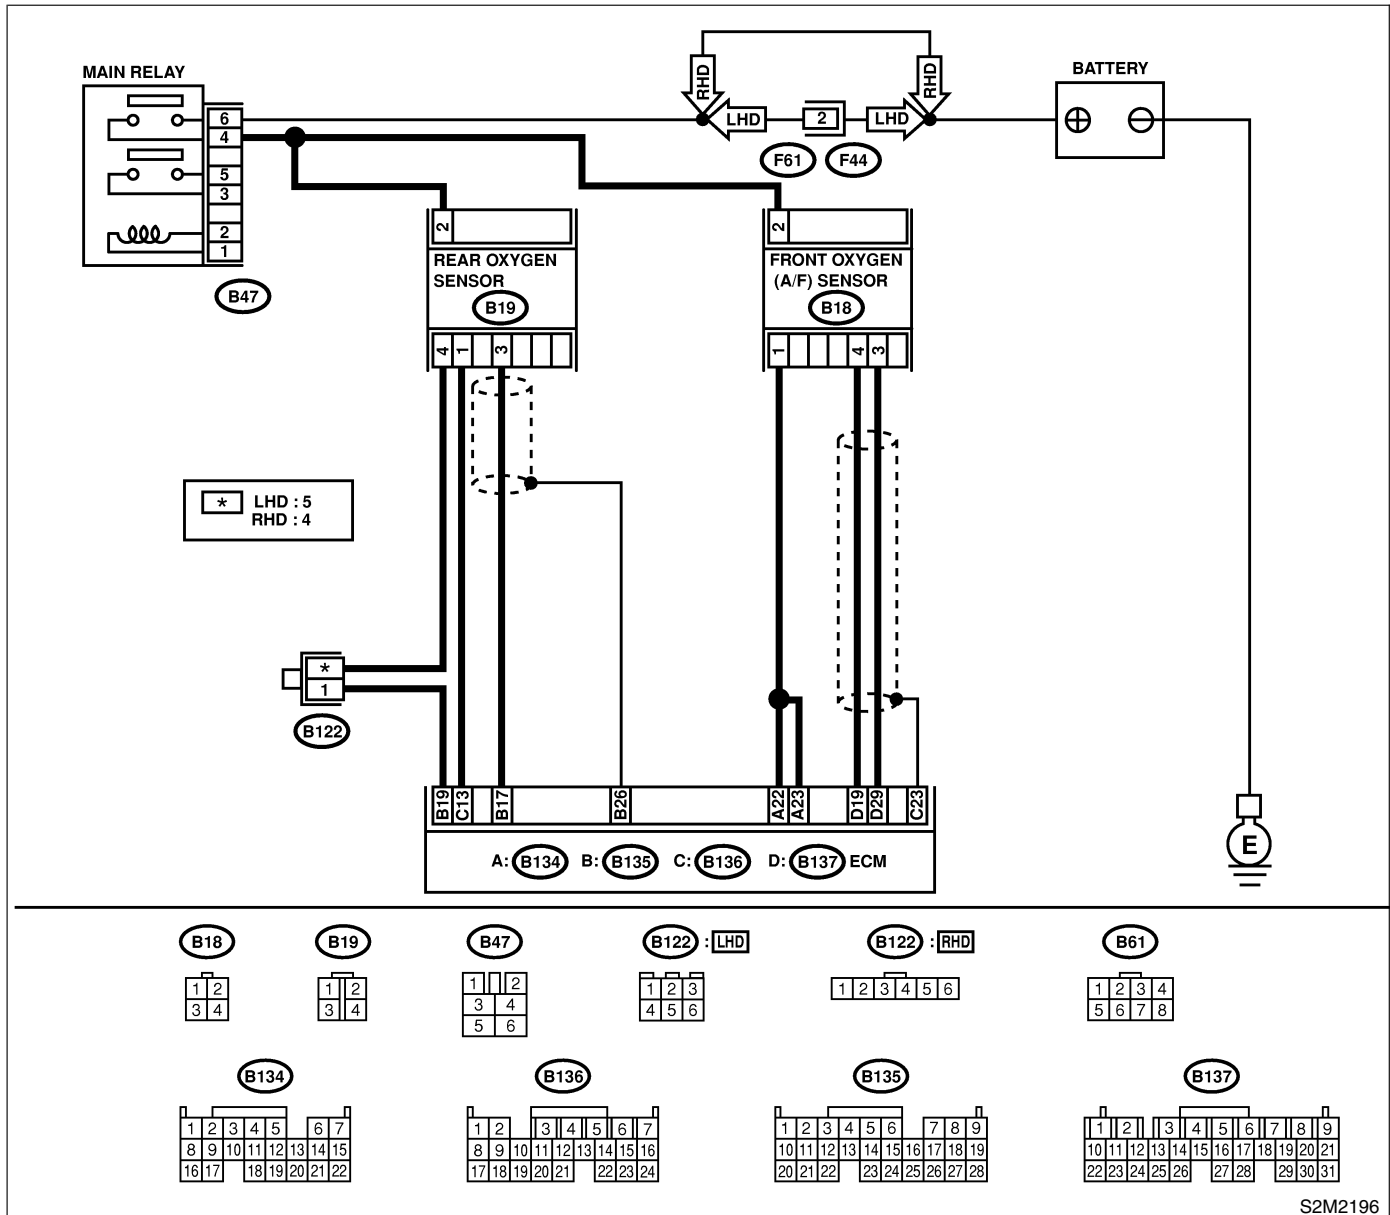 MAIN RELAY
BATTERY
RHD
RHD
LHD
2
LHD
F61
F44
6
4
5
3
2
1
B47
2
REAR OXYGEN
SENSOR
B19
4 1 3
2
FRONT OXYGEN
(A/F) SENSOR
B18
1 4 3
* LHD : 5
RHD : 4
*
1
B122
B19 C13 B17 B26 A22 A23 D19 D29 C23
A: B134 B: B135 C: B136 D: B137 ECM
E
B18
1 2
3 4
B19
1 2
3 4
B47
1 2
3 4
5 6
B122 : LHD
1 2 3
4 5 6
B122 : RHD
1 2 3 4 5 6
B61
1 2 3 4
5 6 7 8
B134
1 2 3 4 5 6 7
8 9 10 11 12 13 14 15
16 17 18 19 20 21 22
B136
1 2 3 4 5 6 7
8 9 10 11 12 13 14 15 16
17 18 19 20 21 22 23 24
B135
1 2 3 4 5 6 7 8 9
10 11 12 13 14 15 16 17 18 19
20 21 22 23 24 25 26 27 28
B137
1 2 3 4 5 6 7 8 9
10 11 12 13 14 15 16 17 18 19 20 21
22 23 24 25 26 27 28 29 30 31
S2M2196